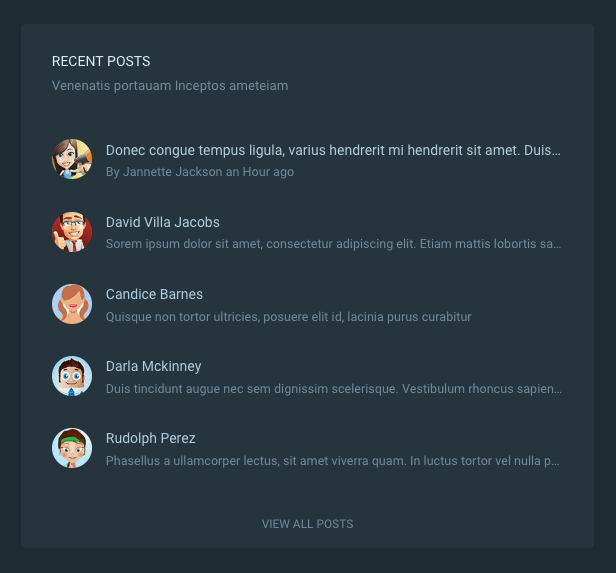 RECENT POSTS
Venenatis portauam Inceptos ameteiam
Donec congue tempus ligula, varius hendrerit mi hendrerit sit amet. Duis…
By Jannette Jackson an Hour ago
David Villa Jacobs
Sorem ipsum dolor sit amet, consectetur adipiscing elit. Etiam mattis lobortis sa…
Candice Barnes
Quisque non tortor ultricies, posuere elit id, lacinia purus curabitur
Darla Mckinney
Duis tincidunt augue nec sem dignissim scelerisque. Vestibulum rhoncus sapien…
Rudolph Perez
Phasellus a ullamcorper lectus, sit amet viverra quam. In luctus tortor vel nulla p…
VIEW ALL POSTS